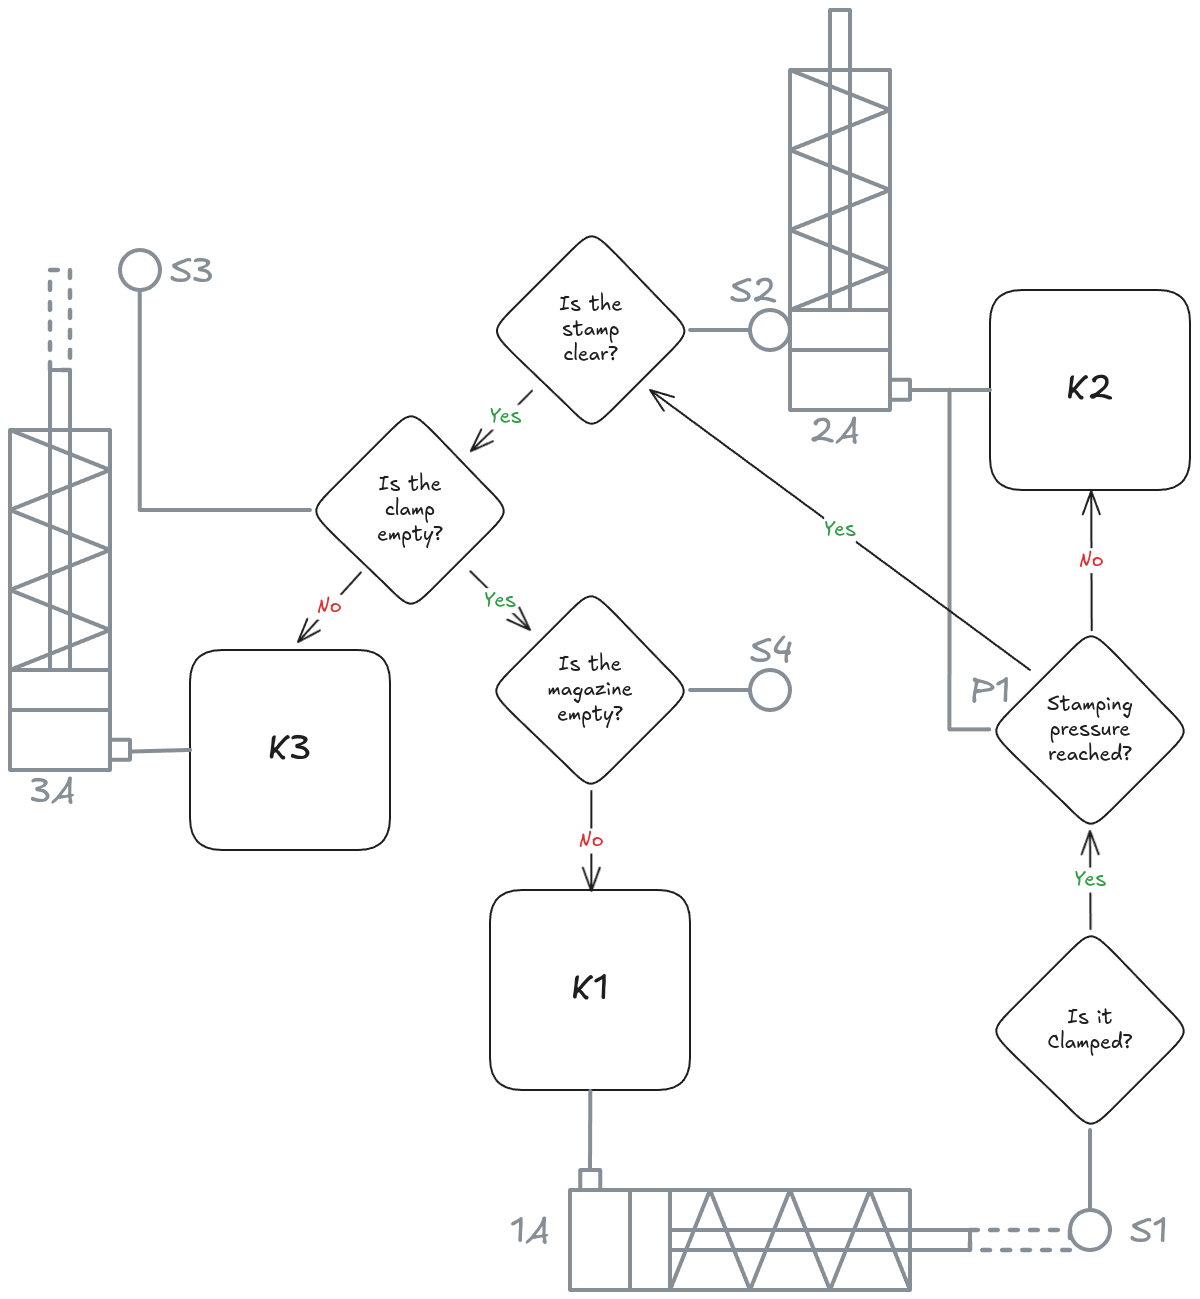 S3
S2
Is the
stamp
clear?
K2
2A
Yes
Is the
clamp
empty?
Yes
No
No
Yes
S4
Is the
magazine
empty?
P1
Stamping
pressure
reached?
K3
3A
No
Yes
K1
Is it
Clamped?
1A
S1